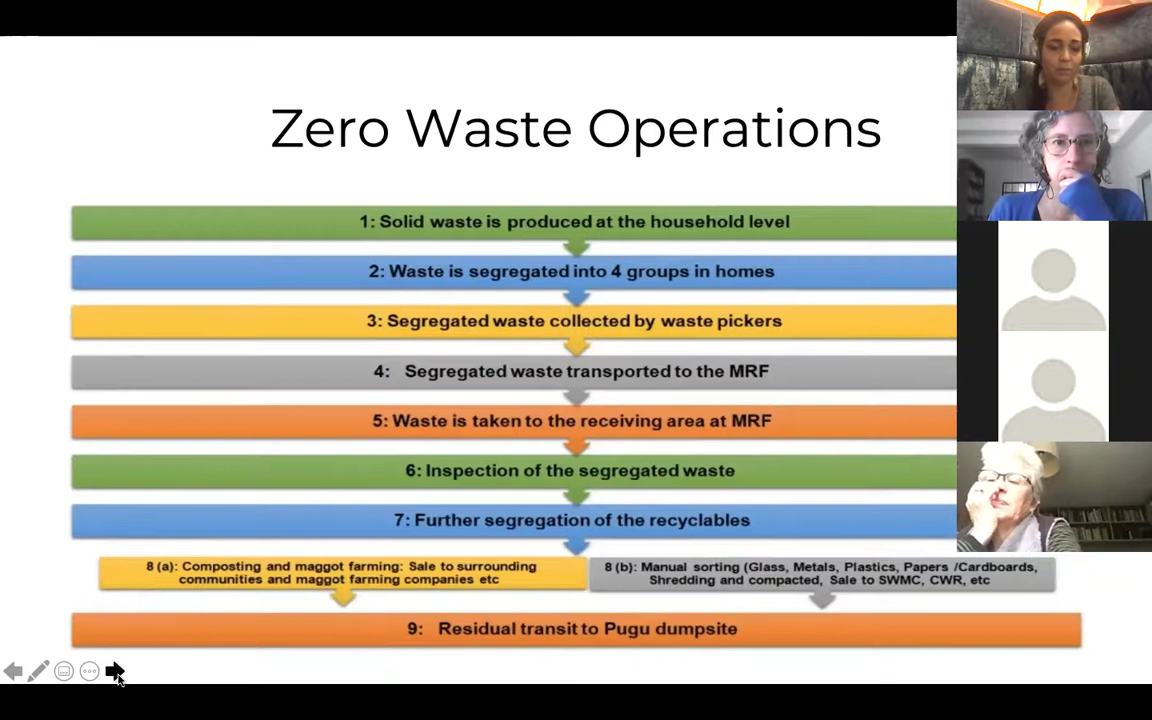 Zero Waste Operations
1: Solid waste is produced at the household level
2: Waste is segregated into 4 groups in homes
3: Segregated waste collected by waste pickers
4: Segregated waste transported to the MRF
5: Waste is taken to the receiving area at MRF
6: Inspection of the segregated waste
7: Further segregation of the recyclables
8 (a): Composting and maggot farming: Sale to surrounding
communities and maggot farming companies etc
8 (b): Manual sorting (Glass, Metals, Plastics, Papers /Cardboards,
Shredding and compacted, Sale to SWMC, CWR, etc
9: Residual transit to Pugu dumpsite